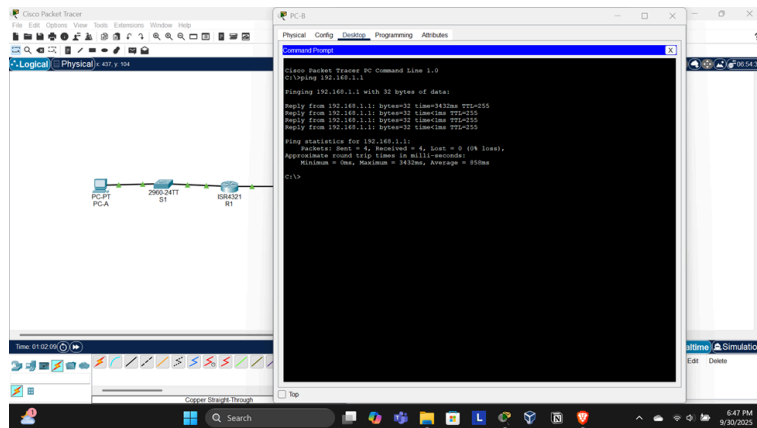 Cisco Packet Tracer
File Edit Options View Tools Extensions Window Help
Logical Physical x: 437, y: 104
PC-PT
PC-A
2960-24TT
S1
ISR4321
R1
Time: 01:02:09
Copper Straight-Through
PC-B
Physical Config Desktop Programming Attributes
Command Prompt
X
Cisco Packet Tracer PC Command Line 1.0
C:\>ping 192.168.1.1
Pinging 192.168.1.1 with 32 bytes of data:
Reply from 192.168.1.1: bytes=32 time=3432ms TTL=255
Reply from 192.168.1.1: bytes=32 time<1ms TTL=255
Reply from 192.168.1.1: bytes=32 time<1ms TTL=255
Reply from 192.168.1.1: bytes=32 time<1ms TTL=255
Ping statistics for 192.168.1.1:
Packets: Sent = 4, Received = 4, Lost = 0 (0% loss),
Approximate round trip times in milli-seconds:
Minimum = 0ms, Maximum = 3432ms, Average = 858ms
C:\>
Top
altime Simulatio
Edit Delete
Search
6:47 PM
9/30/2025